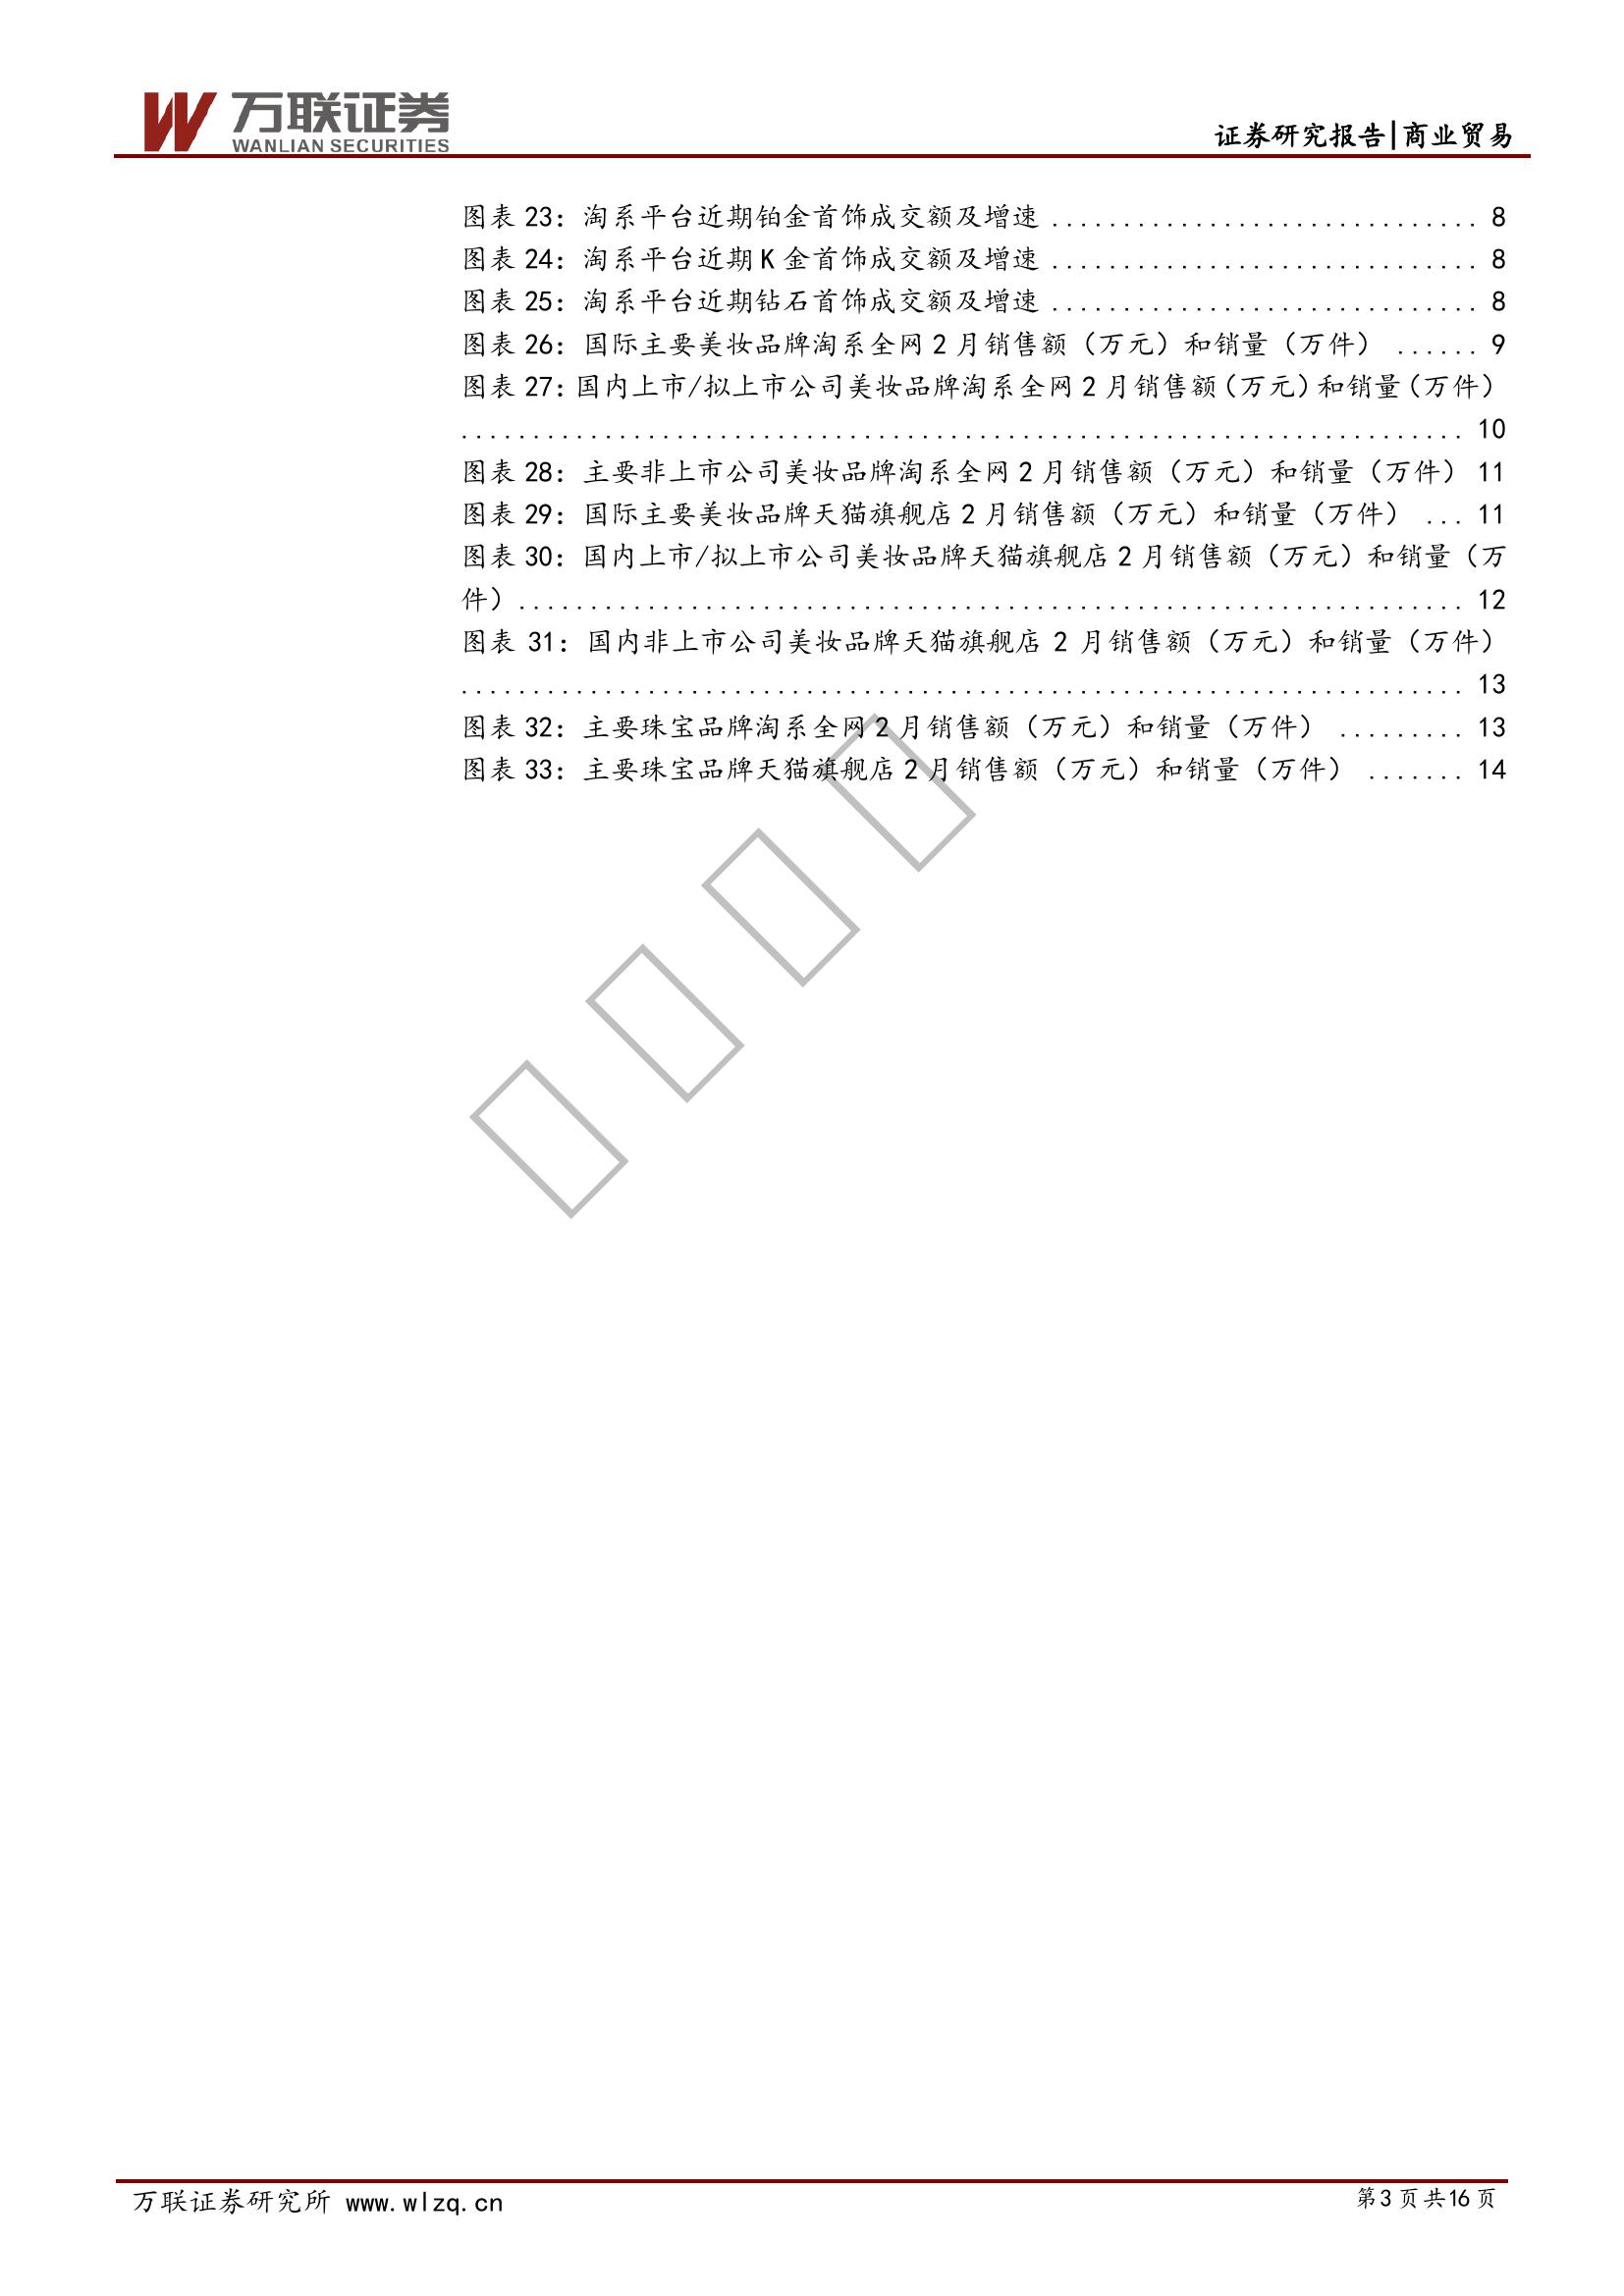 万联证券
WANLIAN SECURITIES
证券研究报告|商业贸易
图表 23：淘系平台近期铂金首饰成交额及增速 .............................. 8
图表 24：淘系平台近期 K 金首饰成交额及增速 .............................. 8
图表 25：淘系平台近期钻石首饰成交额及增速 .............................. 8
图表 26：国际主要美妆品牌淘系全网 2 月销售额（万元）和销量（万件） ...... 9
图表 27：国内上市/拟上市公司美妆品牌淘系全网 2 月销售额（万元）和销量（万件）
...................................................................... 10
图表 28：主要非上市公司美妆品牌淘系全网 2 月销售额（万元）和销量（万件） 11
图表 29：国际主要美妆品牌天猫旗舰店 2 月销售额（万元）和销量（万件） ... 11
图表 30：国内上市/拟上市公司美妆品牌天猫旗舰店 2 月销售额（万元）和销量（万
件）.................................................................. 12
图表 31：国内非上市公司美妆品牌天猫旗舰店 2 月销售额（万元）和销量（万件）
...................................................................... 13
图表 32：主要珠宝品牌淘系全网 2 月销售额（万元）和销量（万件） ......... 13
图表 33：主要珠宝品牌天猫旗舰店 2 月销售额（万元）和销量（万件） ....... 14
万联证券研究所 www.wlzq.cn
第 3 页 共 16 页